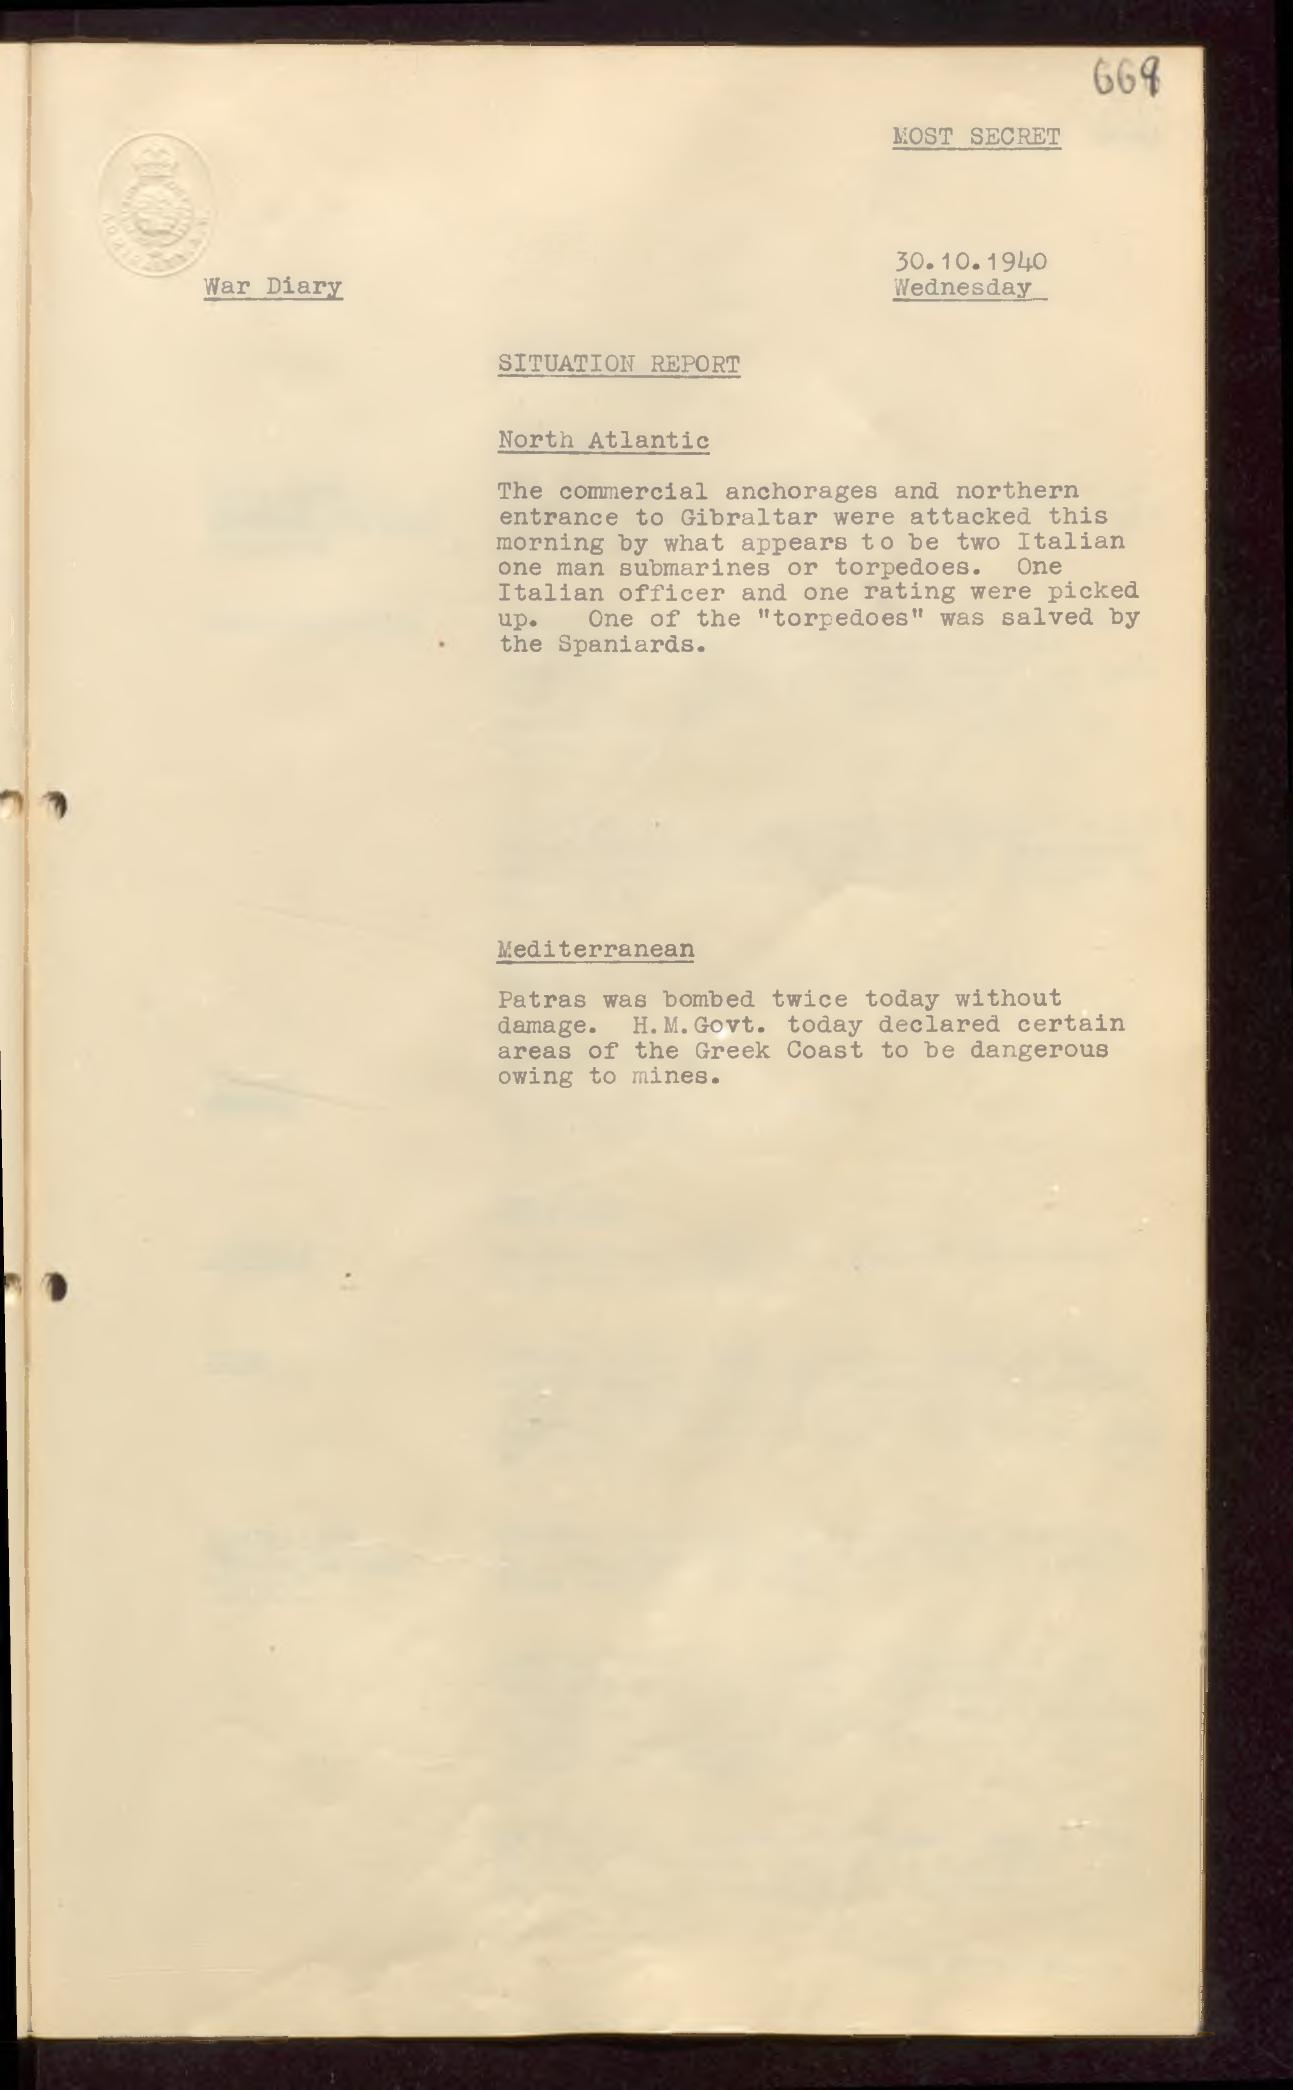 669
MOST SECRET
30.10.1940
War Diary
Wednesday
SITUATION REPORT
North Atlantic
The commercial anchorages and northern
entrance to Gibraltar were attacked this
morning by what appears to be two Italian
one man submarines or torpedoes. One
Italian officer and one rating were picked
up. One of the "torpedoes" was salved by
the Spaniards.
Mediterranean
Patras was bombed twice today without
damage. H.M.Govt. today declared certain
areas of the Greek Coast to be dangerous
owing to mines.